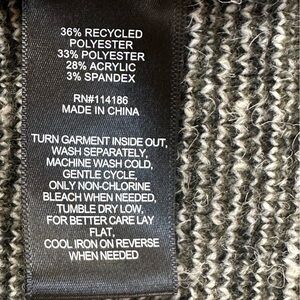 36% RECYCLED
POLYESTER
33% POLYESTER
28% ACRYLIC
3% SPANDEX
RN#114186
MADE IN CHINA
TURN GARMENT INSIDE OUT,
WASH SEPARATELY,
MACHINE WASH COLD,
GENTLE CYCLE,
ONLY NON-CHLORINE
BLEACH WHEN NEEDED,
TUMBLE DRY LOW,
FOR BETTER CARE LAY
FLAT,
COOL IRON ON REVERSE
WHEN NEEDED